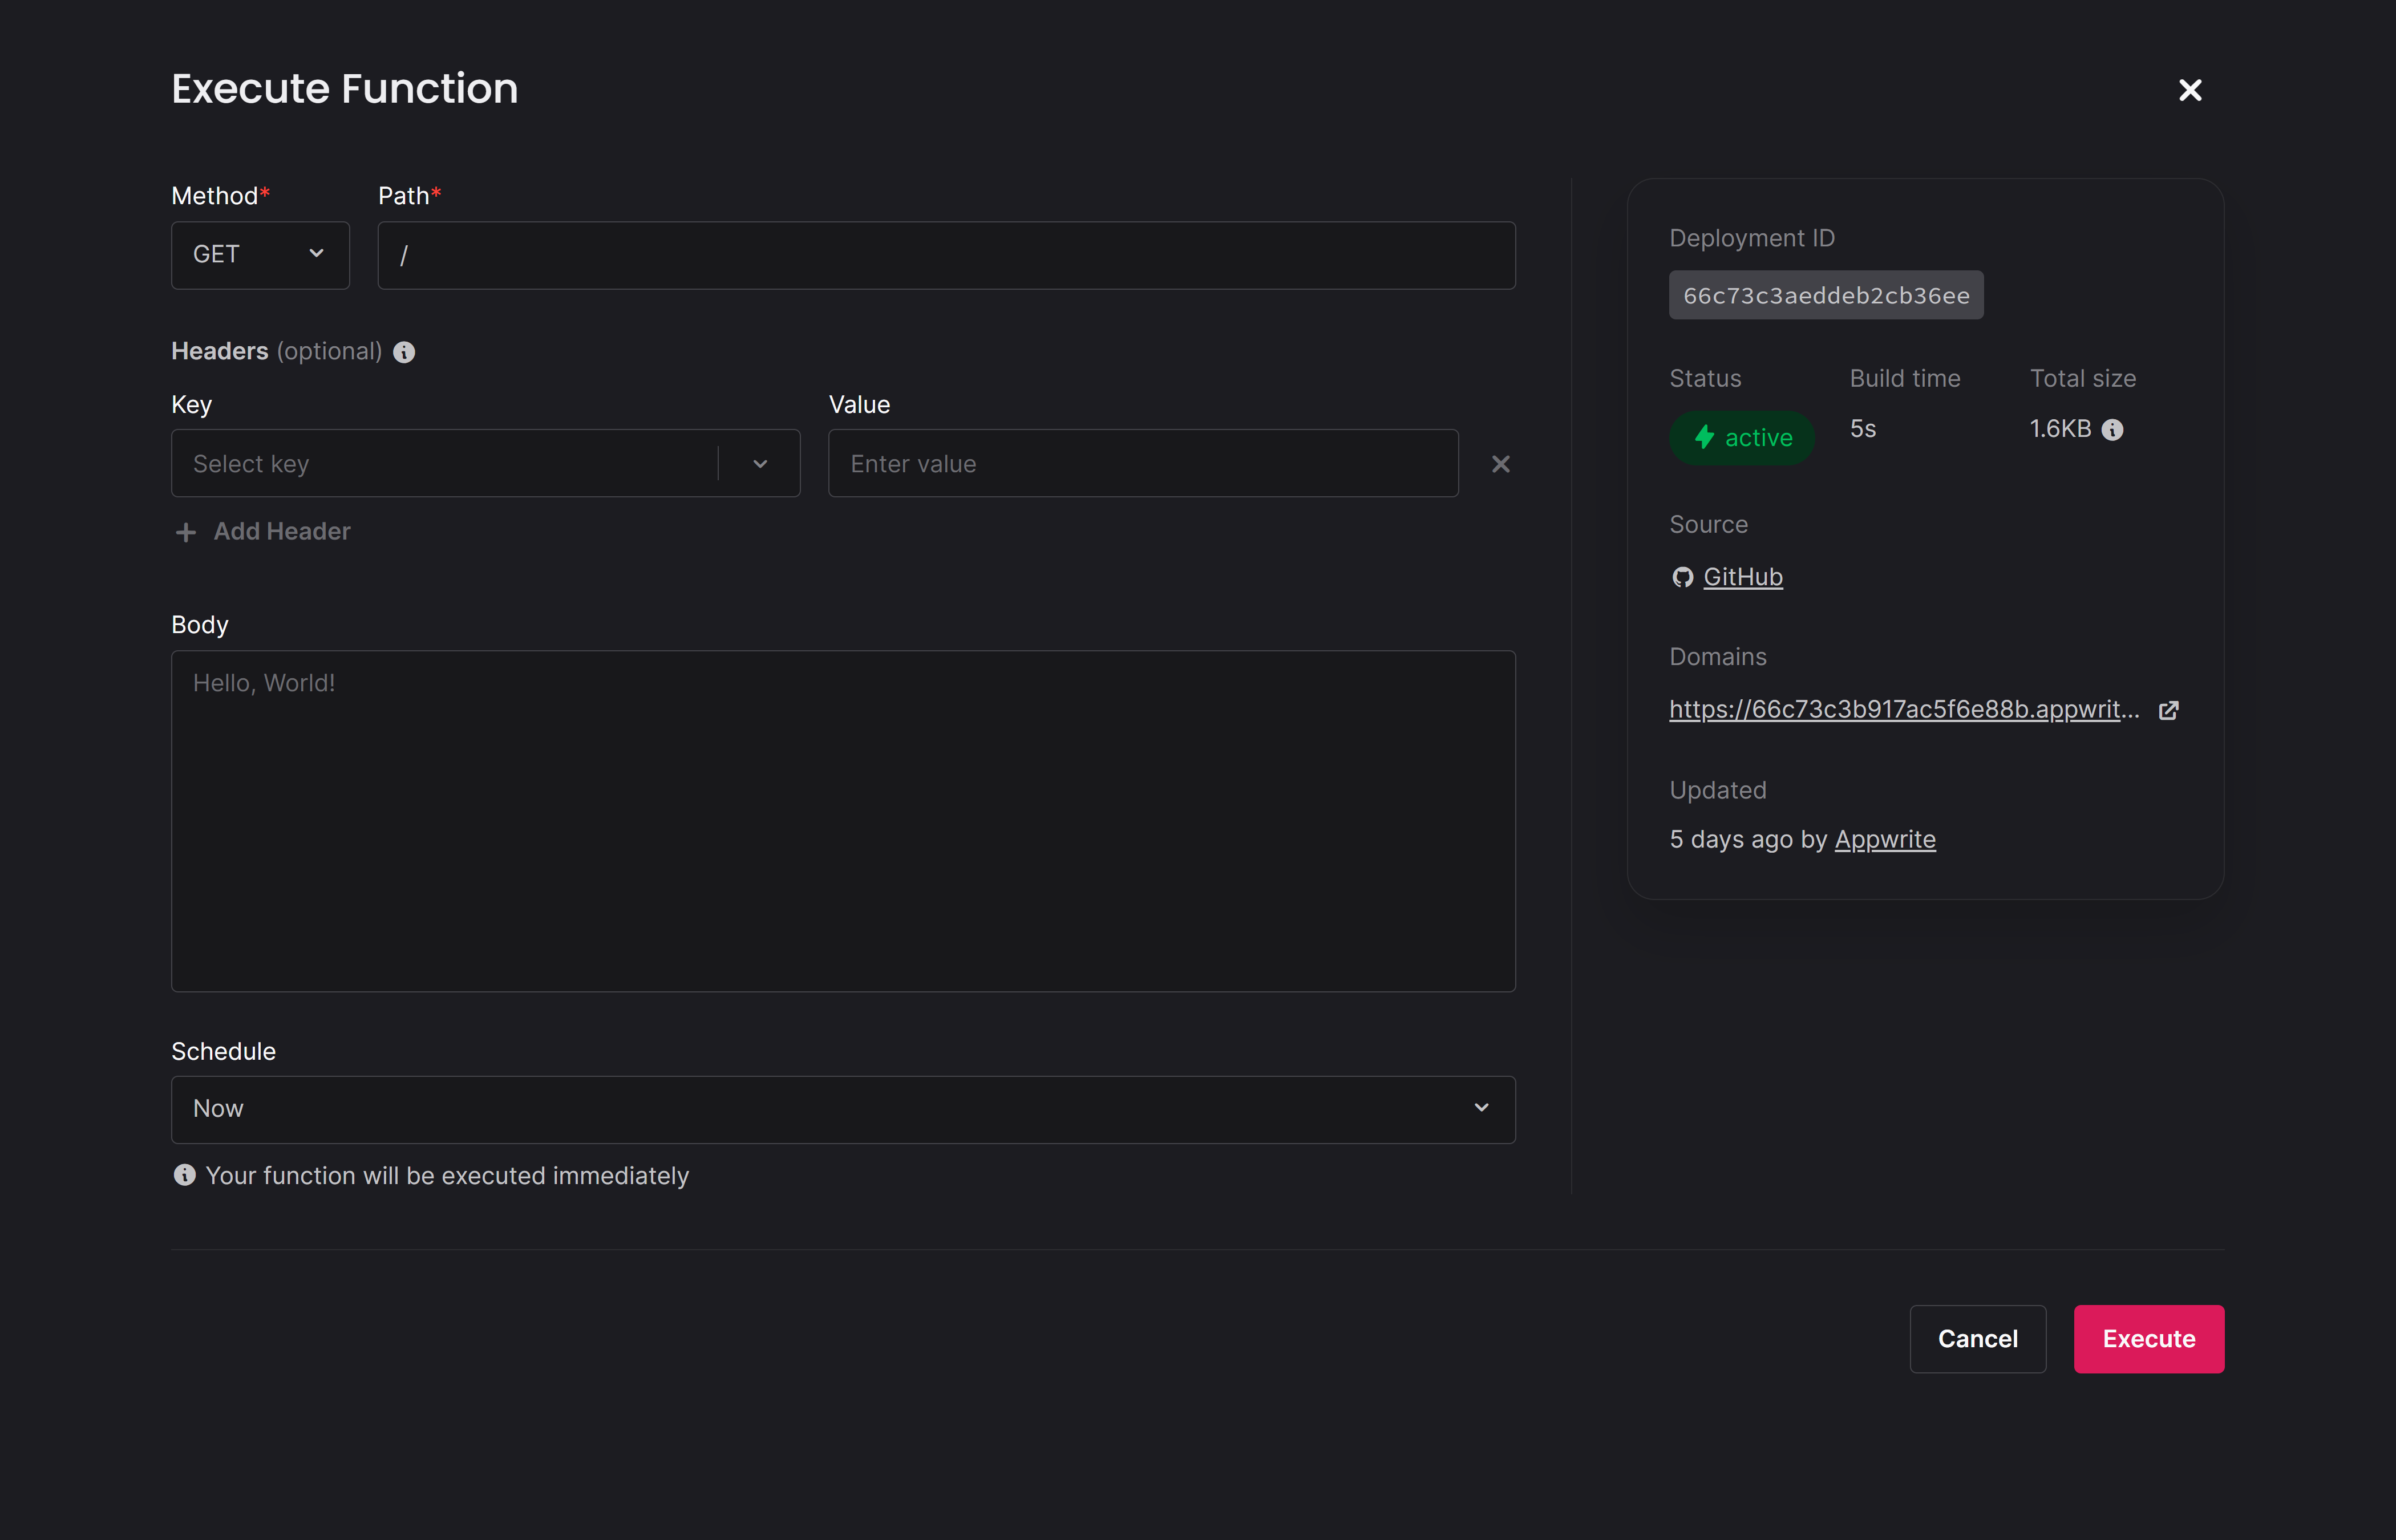 Execute Function
Method*
Path*
GET
/
Headers (optional)
Key
Value
Select key
Enter value
Add Header
Body
Hello, World!
Schedule
Now
Your function will be executed immediately
Deployment ID
66c73c3aeddeb2cb36ee
Status
Build time
Total size
active
5s
1.6KB
Source
GitHub
Domains
https://66c73c3b917ac5f6e88b.appwrit...
Updated
5 days ago by Appwrite
Cancel
Execute